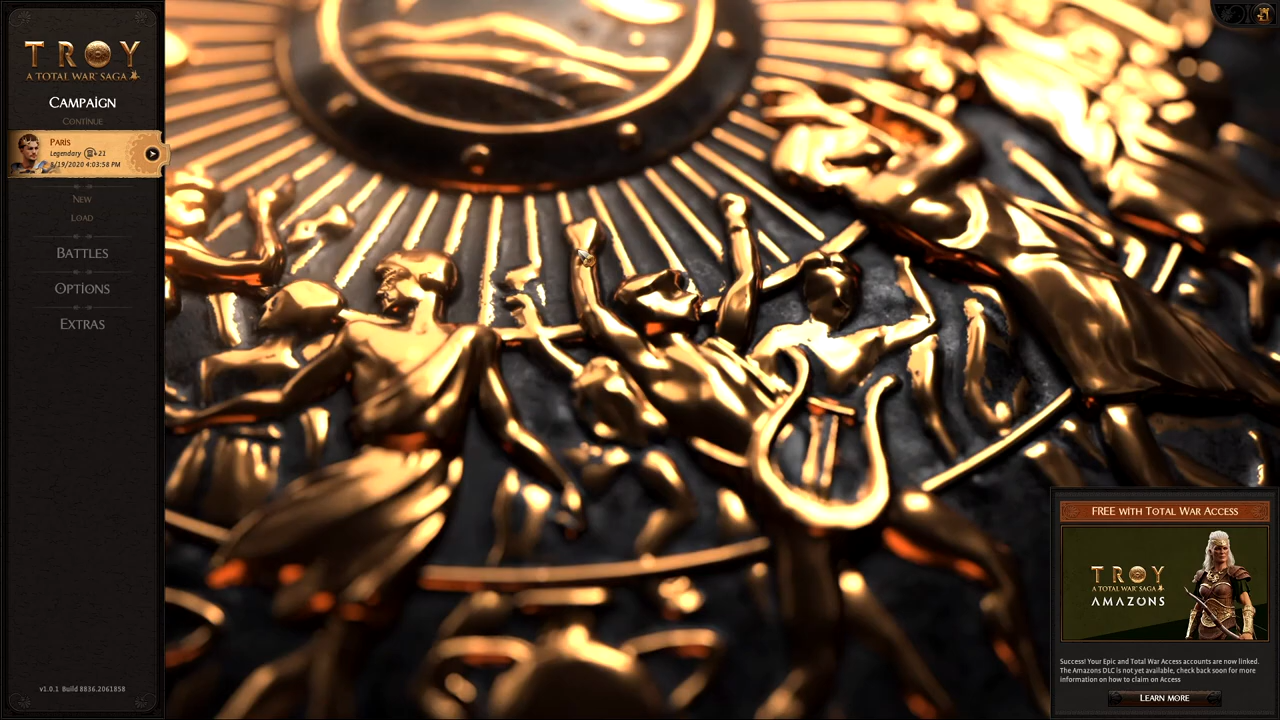 TROY
A TOTAL WAR SAGA
CAMPAIGN
CONTINUE
PARIS
Legendary 21
8/19/2020 4:03:58 PM
NEW
LOAD
BATTLES
OPTIONS
EXTRAS
v1.0.1 Build 8836.2061858
FREE WITH TOTAL WAR ACCESS
TROY
A TOTAL WAR SAGA
AMAZONS
Success! Your Epic and Total War Access accounts are now linked.
The Amazons DLC is not yet available, check back soon for more
information on how to claim on Access
LEARN MORE